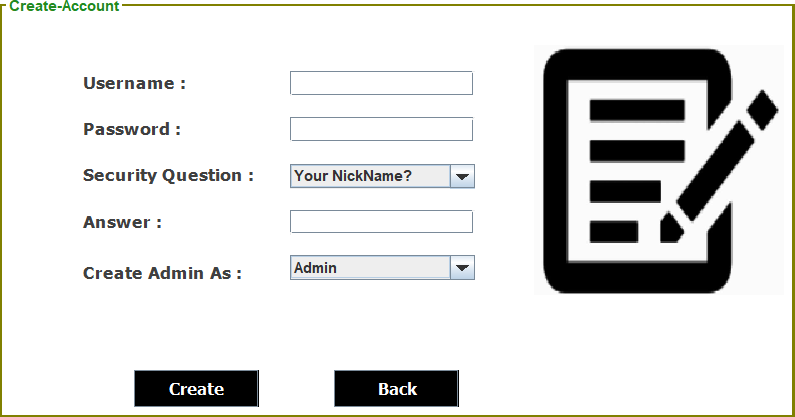 Create-Account
Username :
Password :
Security Question : Your NickName?
Answer :
Create Admin As : Admin
Create Back